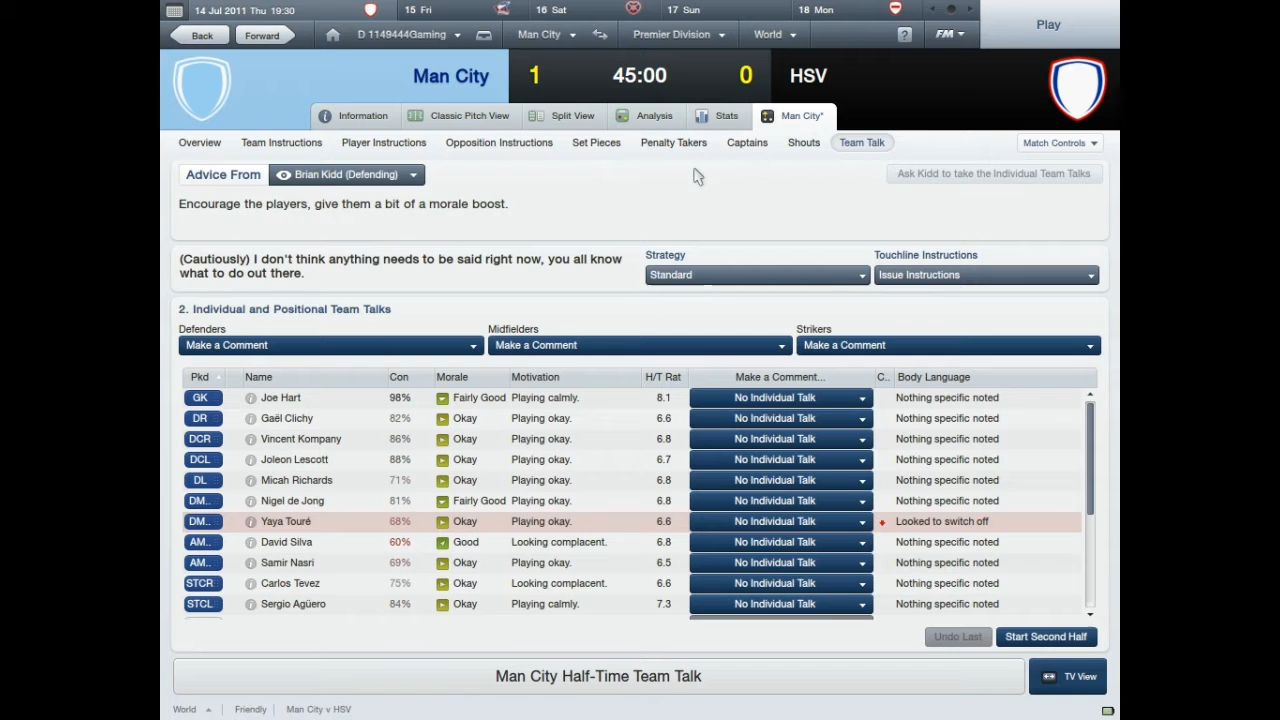 14 Jul 2011 Thu 19:30 15 Fri 16 Sat 17 Sun 18 Mon
Back Forward D 1149444Gaming Man City Premier Division World ? FM Play
Man City 1 45:00 0 HSV
Information Classic Pitch View Split View Analysis Stats Man City*
Overview Team Instructions Player Instructions Opposition Instructions Set Pieces Penalty Takers Captains Shouts Team Talk Match Controls
Advice From Brian Kidd (Defending) Ask Kidd to take the Individual Team Talks
Encourage the players, give them a bit of a morale boost.
(Cautiously) I don't think anything needs to be said right now, you all know
what to do out there.
Strategy Touchline Instructions
Standard Issue Instructions
2. Individual and Positional Team Talks
Defenders Midfielders Strikers
Make a Comment Make a Comment Make a Comment
Pkd Name Con Morale Motivation H/T Rat Make a Comment... C.. Body Language
GK Joe Hart 98% Fairly Good Playing calmly. 8.1 No Individual Talk Nothing specific noted
DR Gaël Clichy 82% Okay Playing okay. 6.6 No Individual Talk Nothing specific noted
DCR Vincent Kompany 86% Okay Playing okay. 6.8 No Individual Talk Nothing specific noted
DCL Joleon Lescott 88% Okay Playing okay. 6.7 No Individual Talk Nothing specific noted
DL Micah Richards 71% Okay Playing okay. 6.8 No Individual Talk Nothing specific noted
DM.. Nigel de Jong 81% Fairly Good Playing okay. 6.8 No Individual Talk Nothing specific noted
DM.. Yaya Touré 68% Okay Playing okay. 6.6 No Individual Talk Looked to switch off
AM.. David Silva 60% Good Looking complacent. 6.8 No Individual Talk Nothing specific noted
AM.. Samir Nasri 69% Okay Playing okay. 6.5 No Individual Talk Nothing specific noted
STCR Carlos Tevez 75% Okay Looking complacent. 6.6 No Individual Talk Nothing specific noted
STCL Sergio Agüero 84% Okay Playing calmly. 7.3 No Individual Talk Nothing specific noted
Undo Last Start Second Half
Man City Half-Time Team Talk TV View
World Friendly Man City v HSV